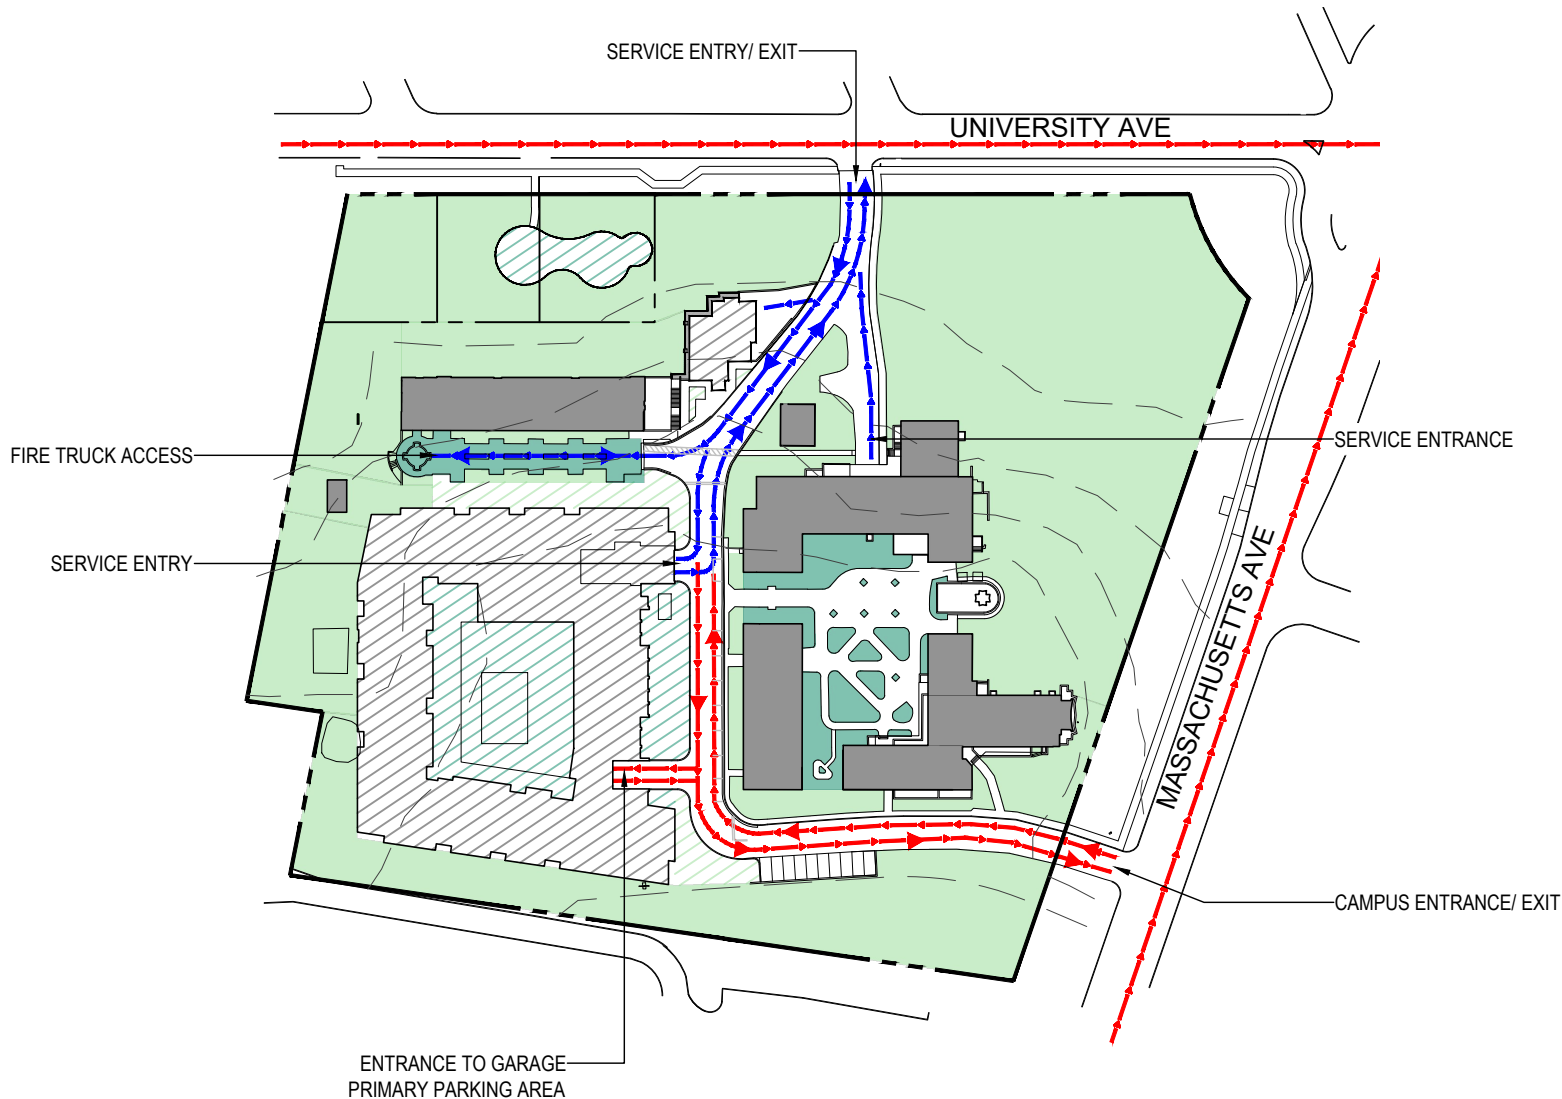 SERVICE ENTRY/ EXIT
UNIVERSITY AVE
FIRE TRUCK ACCESS
SERVICE ENTRANCE
SERVICE ENTRY
MASSACHUSETTS AVE
CAMPUS ENTRANCE/ EXIT
ENTRANCE TO GARAGE
PRIMARY PARKING AREA